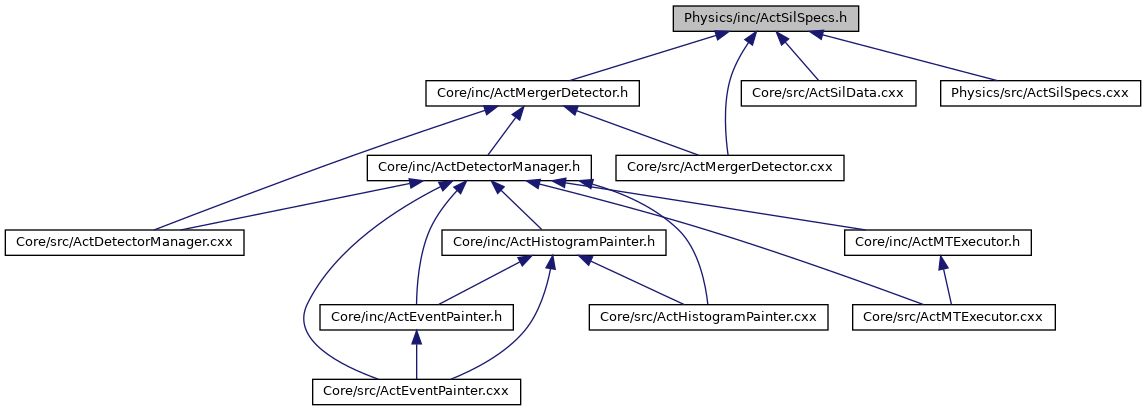 Physics/inc/ActSilSpecs.h
Core/inc/ActMergerDetector.h
Core/src/ActSilData.cxx
Physics/src/ActSilSpecs.cxx
Core/inc/ActDetectorManager.h
Core/src/ActMergerDetector.cxx
Core/src/ActDetectorManager.cxx
Core/inc/ActHistogramPainter.h
Core/inc/ActMTExecutor.h
Core/inc/ActEventPainter.h
Core/src/ActHistogramPainter.cxx
Core/src/ActMTExecutor.cxx
Core/src/ActEventPainter.cxx